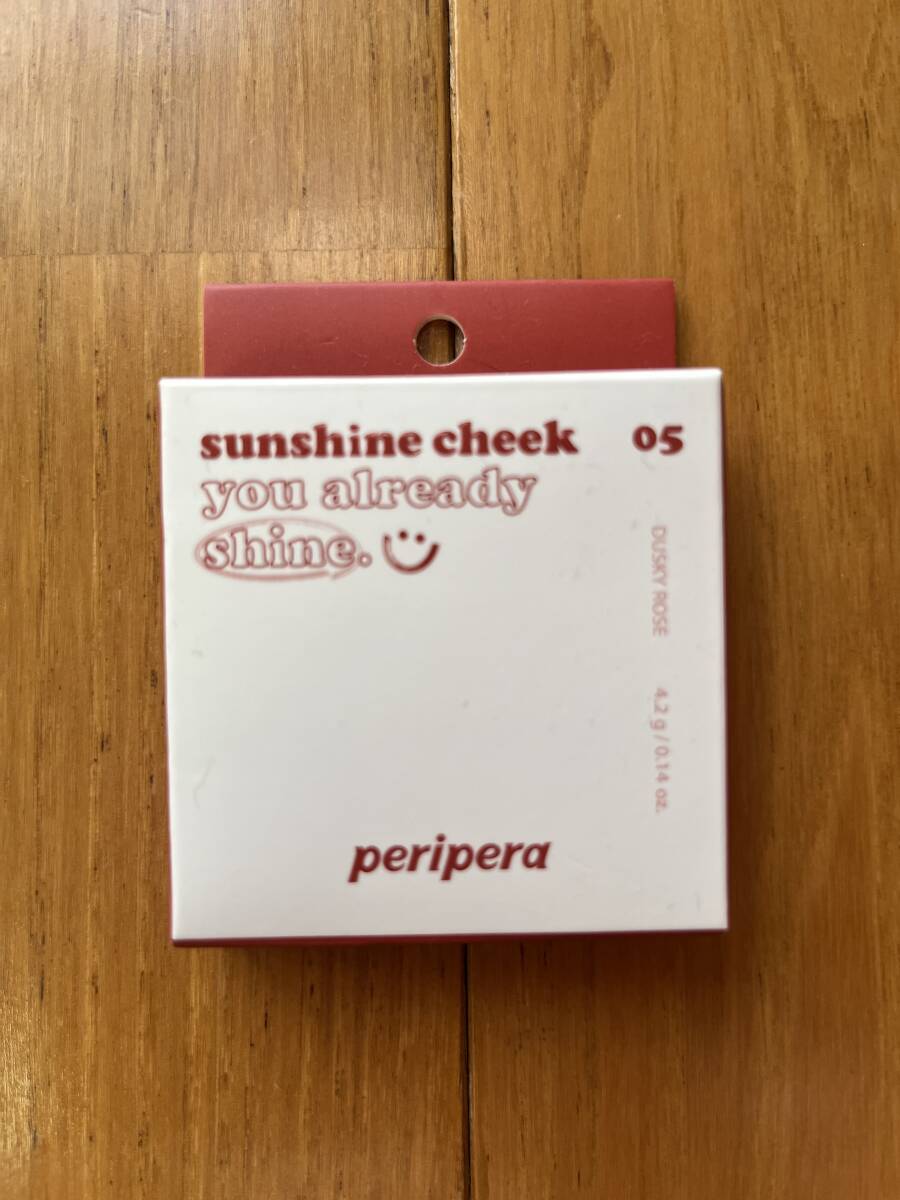 sunshine cheek 05
you already
shine.
DUSKY ROSE 4.2 g / 0.14 oz.
peripera